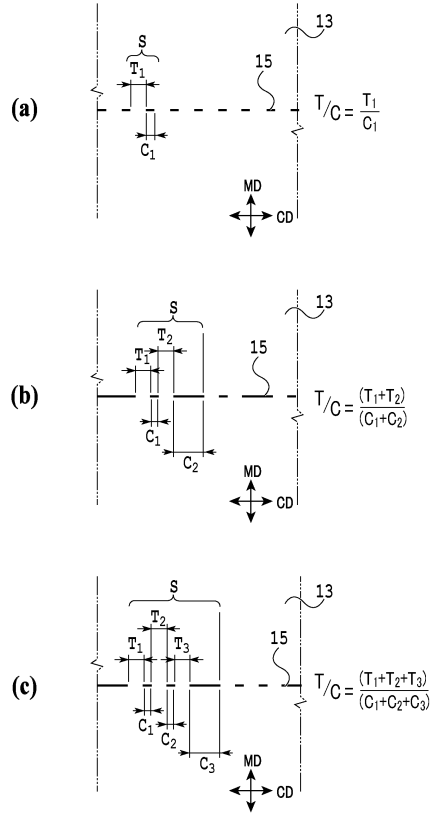 13
S
T1
15
(a)
T/C = T1/C1
C1
MD
CD
13
S
T2
T1
15
(b)
T/C = (T1+T2)/(C1+C2)
C1
C2
MD
CD
13
S
T2
T1
T3
15
(c)
T/C = (T1+T2+T3)/(C1+C2+C3)
C1
C2
C3
MD
CD